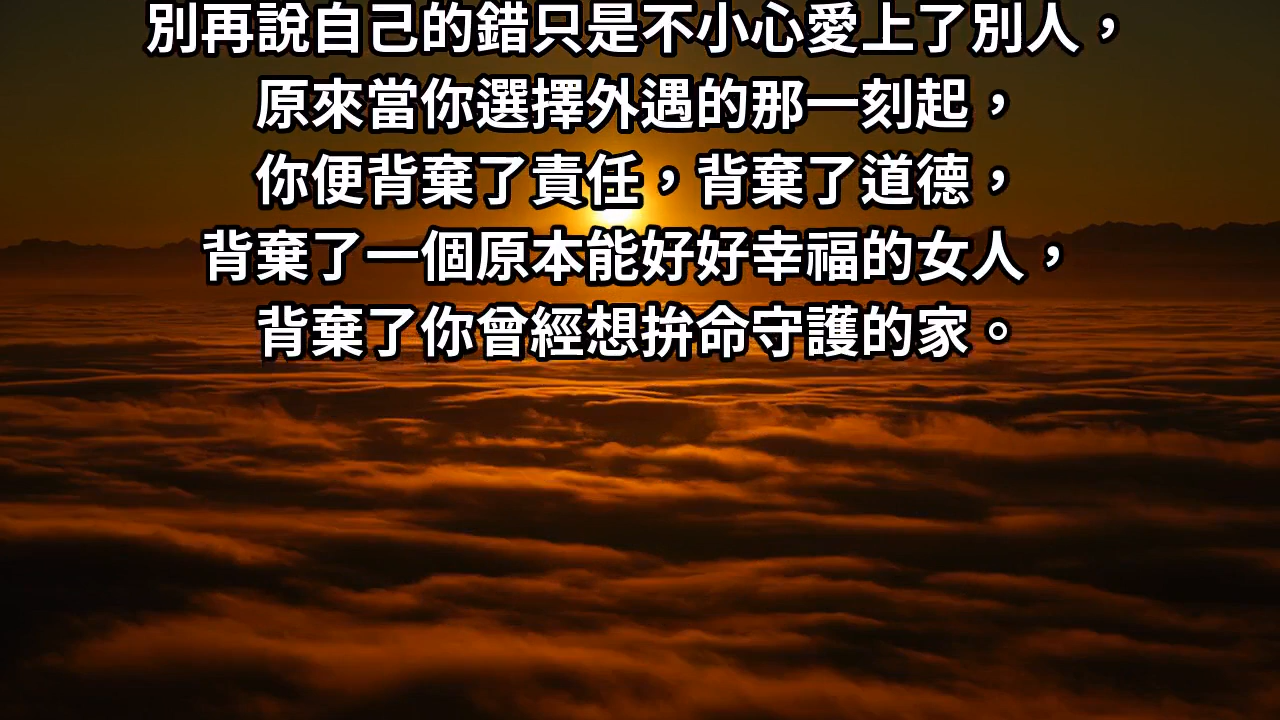 別再說自己的錯只是不小心愛上了別人，
原來當你選擇外遇的那一刻起，
你便背棄了責任，背棄了道德，
背棄了一個原本能好好幸福的女人，
背棄了你曾經想拚命守護的家。